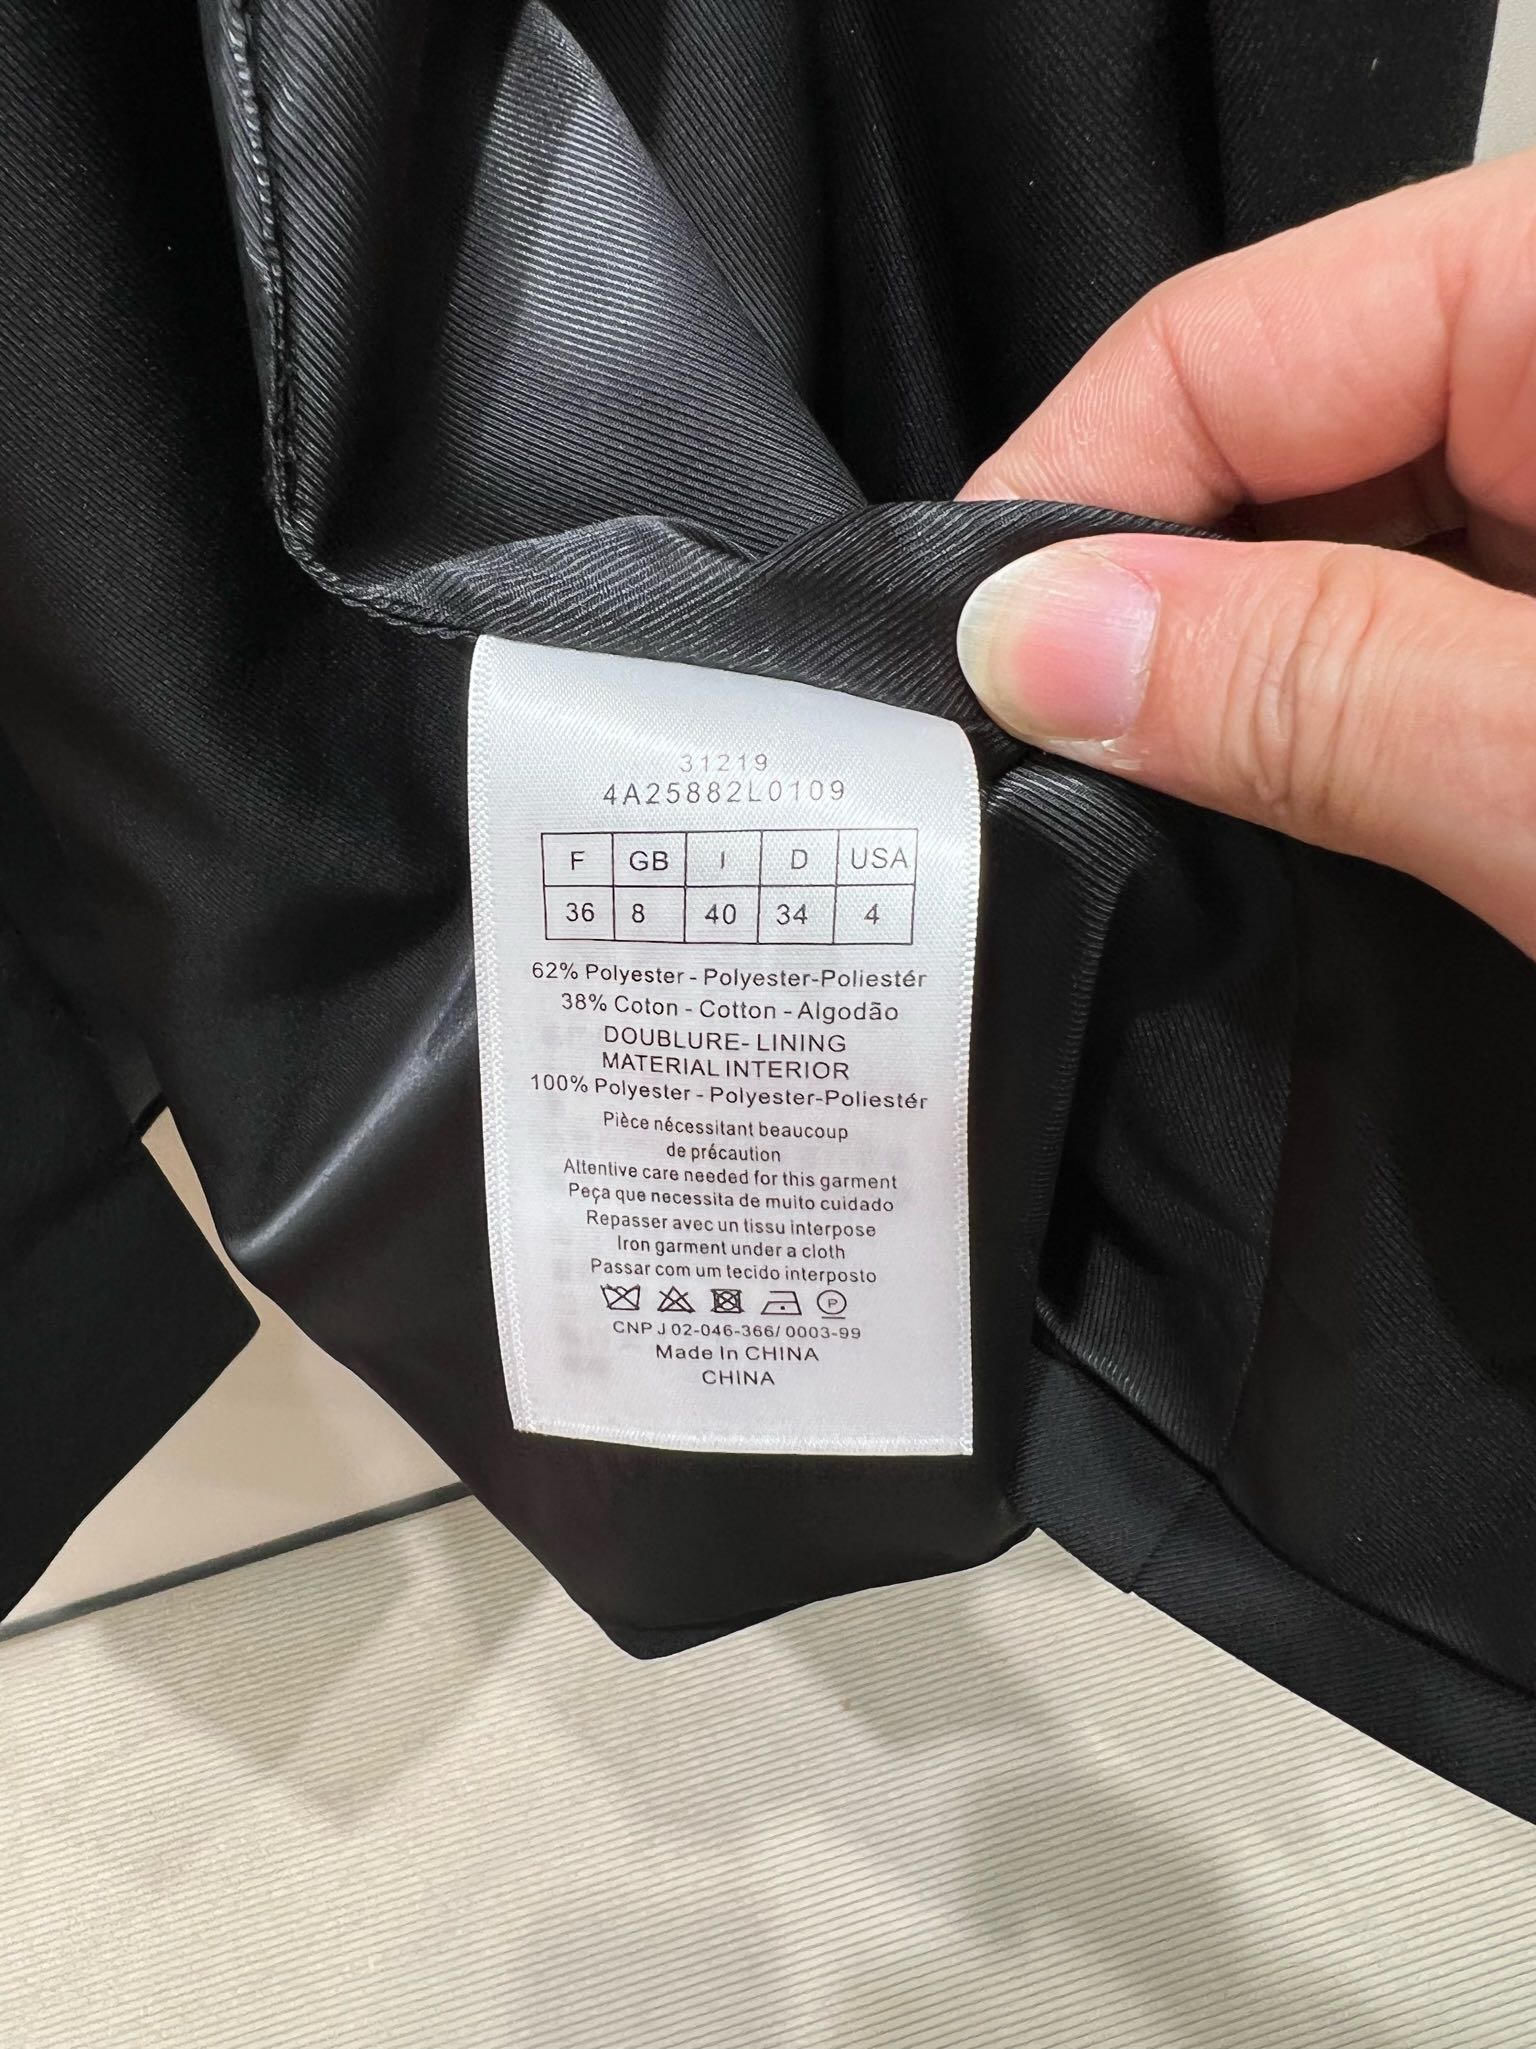 31219
4A25882L0109
F GB I D USA
36 8 40 34 4
62% Polyester - Polyester-Poliestér
38% Coton - Cotton - Algodão
DOUBLURE- LINING
MATERIAL INTERIOR
100% Polyester - Polyester-Poliestér
Pièce nécessitant beaucoup
de précaution
Attentive care needed for this garment
Peça que necessita de muito cuidado
Repasser avec un tissu interpose
Iron garment under a cloth
Passar com um tecido interposto
P
CNP J 02-046-366/ 0003-99
Made In CHINA
CHINA